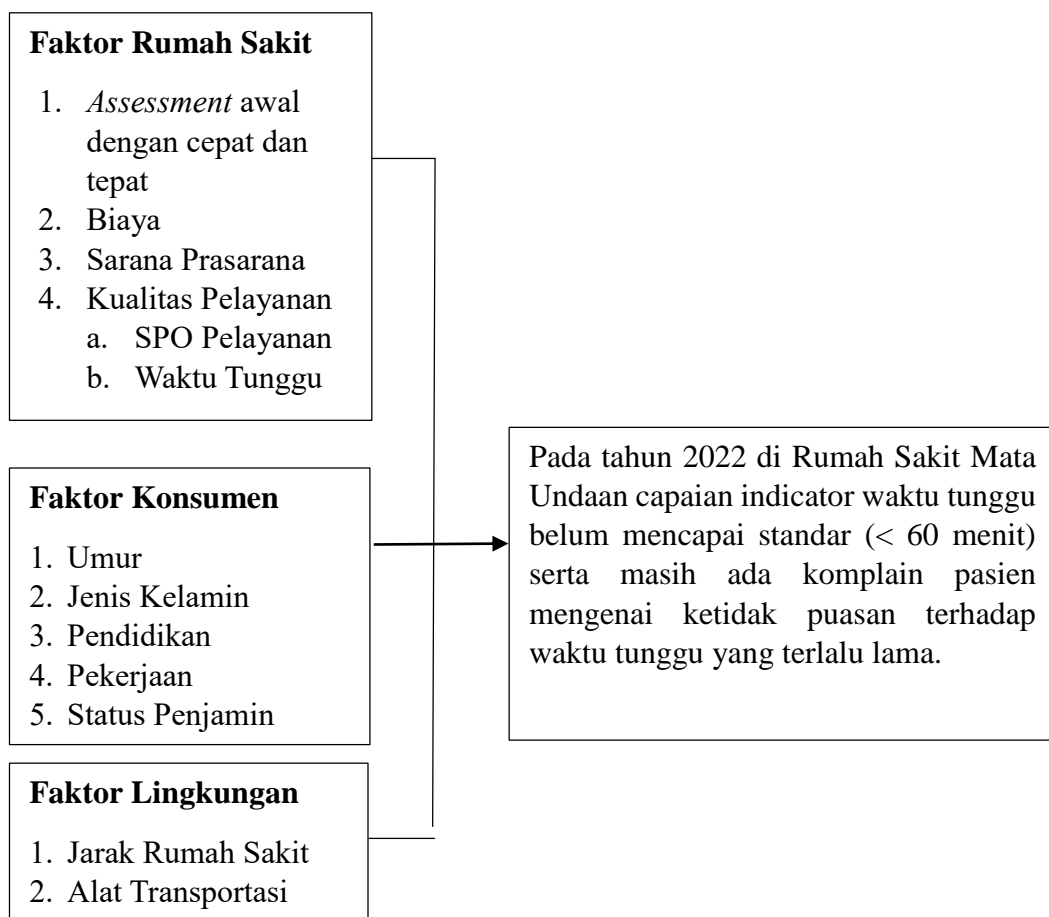 Faktor Rumah Sakit
1. Assessment awal
dengan cepat dan
tepat
2. Biaya
3. Sarana Prasarana
4. Kualitas Pelayanan
a. SPO Pelayanan
b. Waktu Tunggu
Faktor Konsumen
1. Umur
2. Jenis Kelamin
3. Pendidikan
4. Pekerjaan
5. Status Penjamin
Faktor Lingkungan
1. Jarak Rumah Sakit
2. Alat Transportasi
Pada tahun 2022 di Rumah Sakit Mata
Undaan capaian indicator waktu tunggu
belum mencapai standar (< 60 menit)
serta masih ada komplain pasien
mengenai ketidak puasan terhadap
waktu tunggu yang terlalu lama.